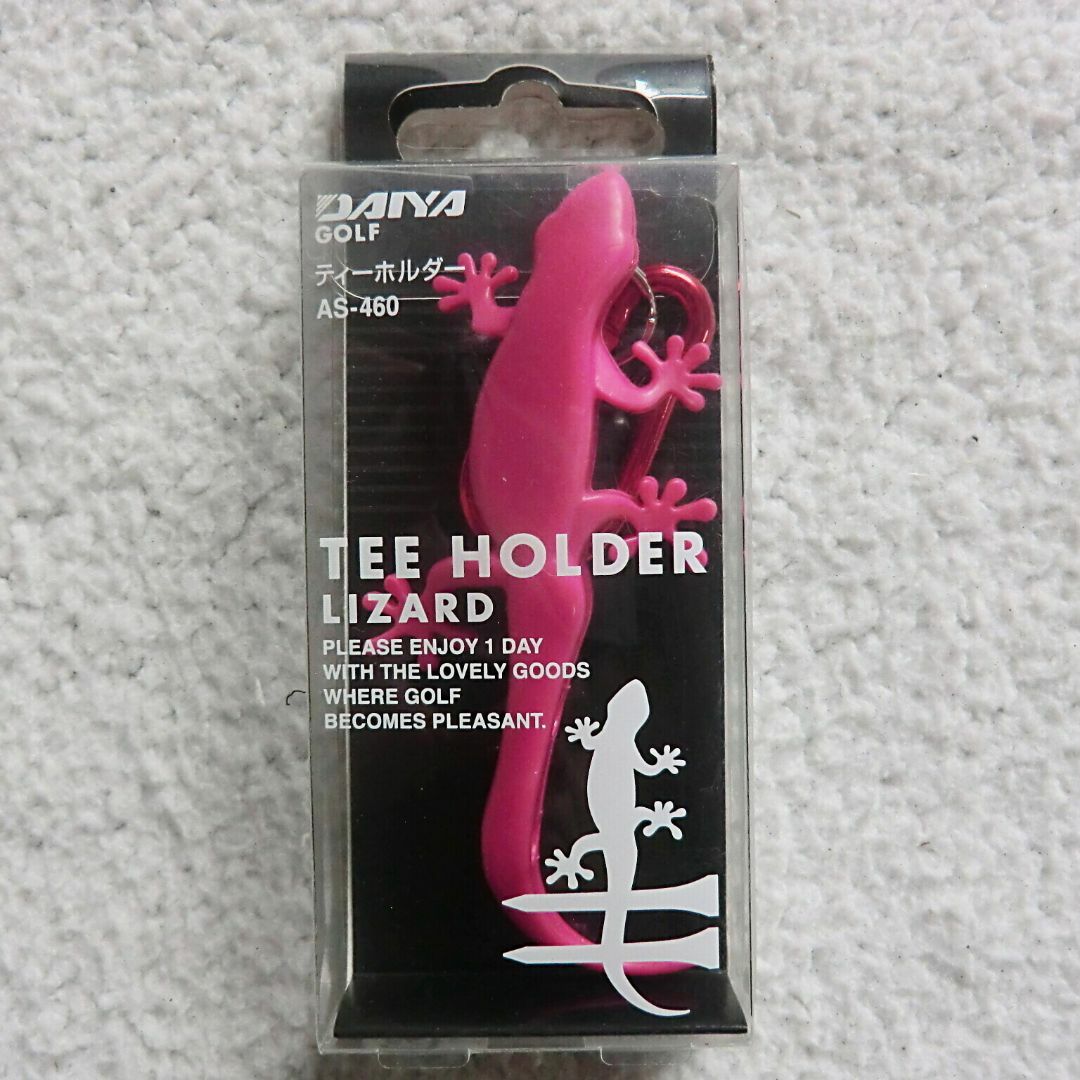 DAIYA
GOLF
ティーホルダー
AS-460
TEE HOLDER
LIZARD
PLEASE ENJOY 1 DAY
WITH THE LOVELY GOODS
WHERE GOLF
BECOMES PLEASANT.